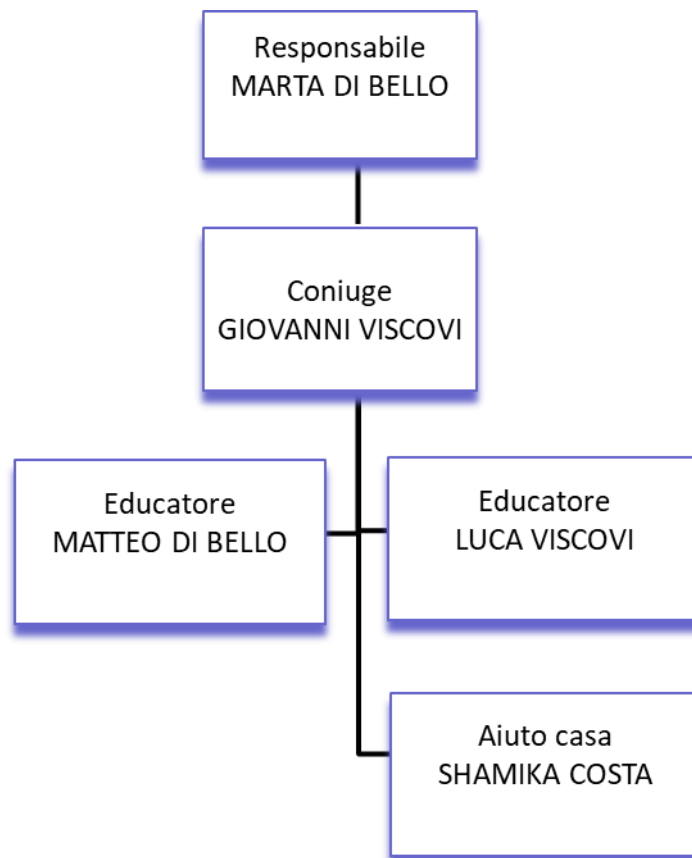 Responsabile
MARTA DI BELLO
Coniuge
GIOVANNI VISCOVI
Educatore
MATTEO DI BELLO
Educatore
LUCA VISCOVI
Aiuto casa
SHAMIKA COSTA